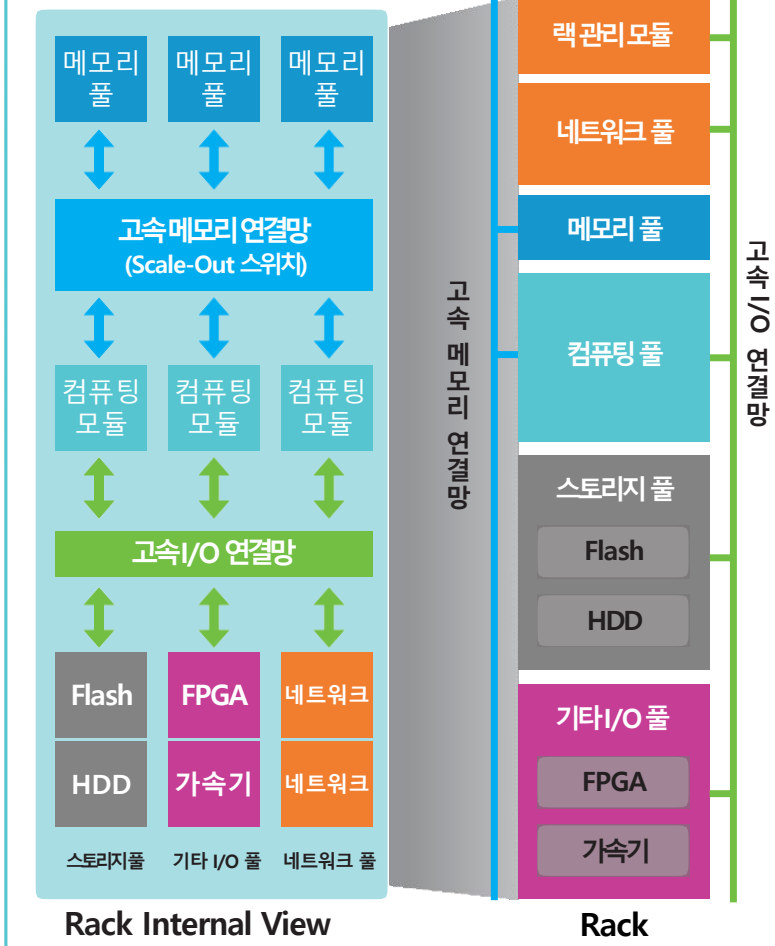 메모리 메모리 메모리
풀 풀 풀
고속 메모리 연결망
(Scale-Out 스위치)
컴퓨팅 컴퓨팅 컴퓨팅
모듈 모듈 모듈
고속 I/O 연결망
Flash FPGA 네트워크
HDD 가속기 네트워크
스토리지 풀 기타 I/O 풀 네트워크 풀
Rack Internal View
고속 메모리 연결망
랙 관리 모듈
네트워크 풀
메모리 풀
컴퓨팅 풀
스토리지 풀
Flash
HDD
기타 I/O 풀
FPGA
가속기
Rack
고속 I/O 연결망